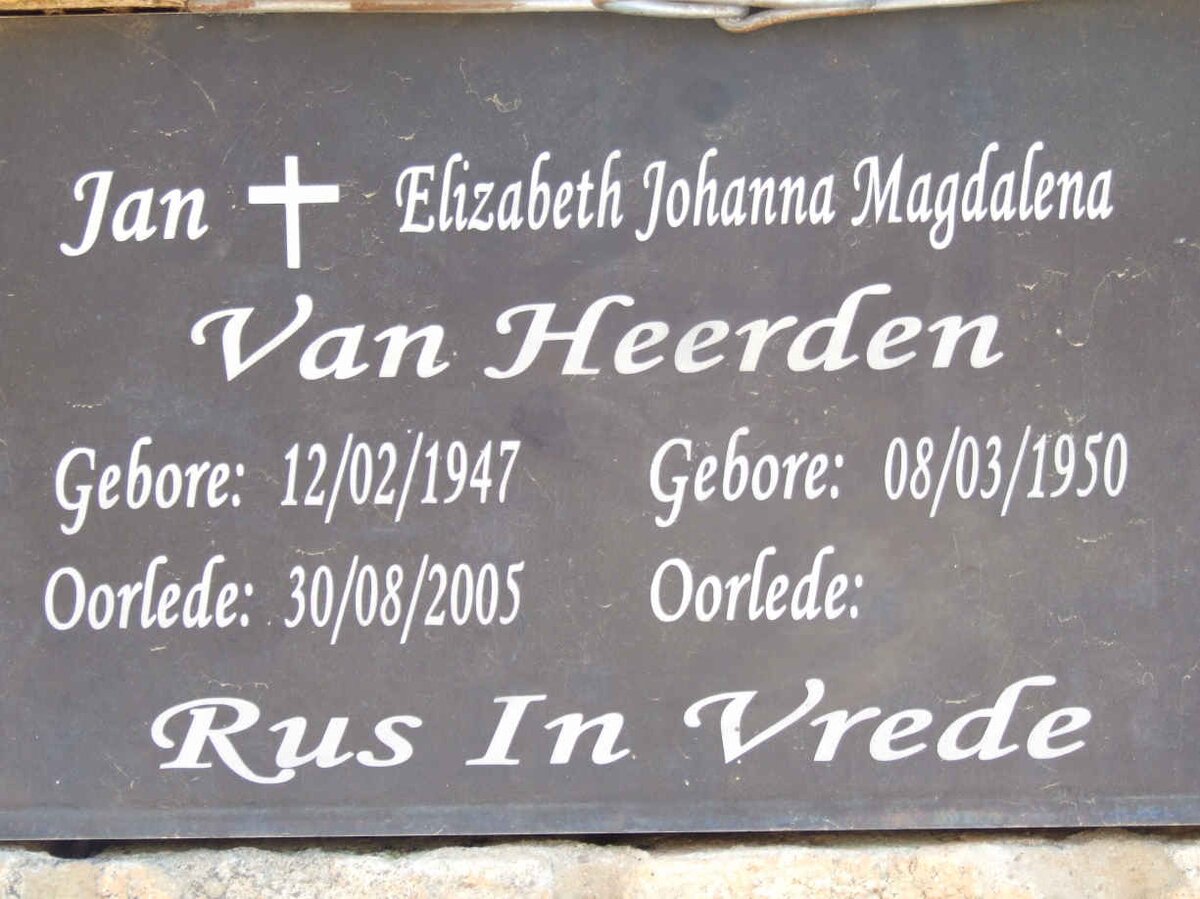 Jan Elizabeth Johanna Magdalena
Van Heerden
Gebore: 12/02/1947 Gebore: 08/03/1950
Oorlede: 30/08/2005 Oorlede:
Rus In Vrede